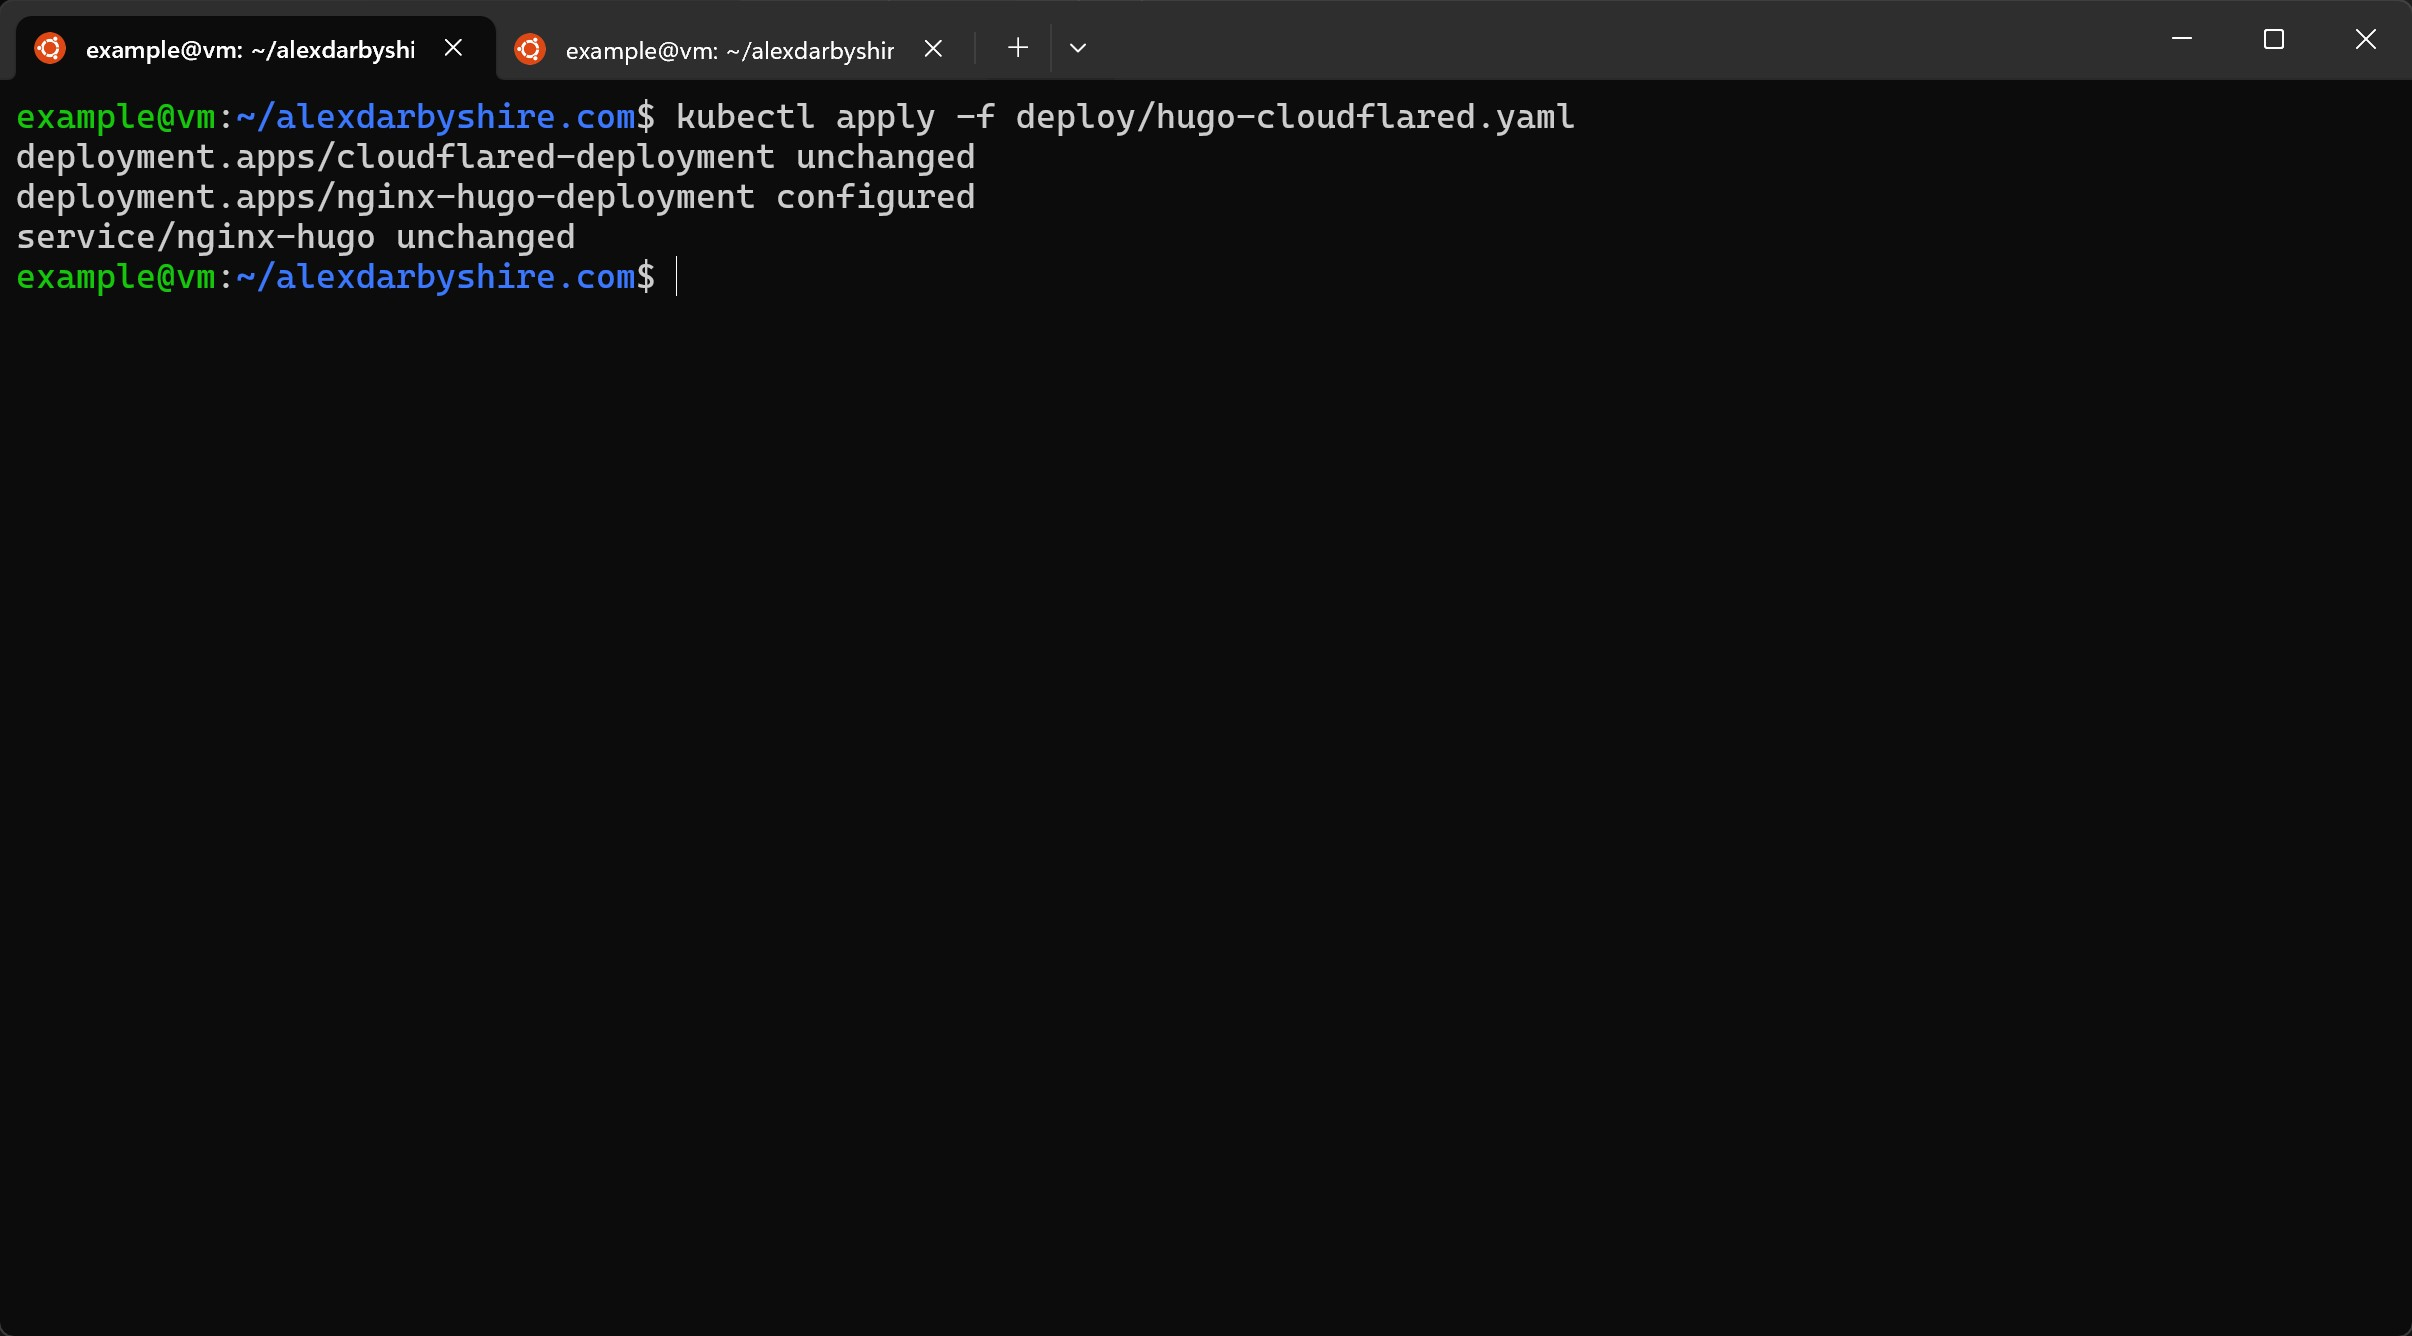 example@vm: ~/alexdarbyshi
example@vm: ~/alexdarbyshir
example@vm:~/alexdarbyshire.com$ kubectl apply -f deploy/hugo-cloudflared.yaml
deployment.apps/cloudflared-deployment unchanged
deployment.apps/nginx-hugo-deployment configured
service/nginx-hugo unchanged
example@vm:~/alexdarbyshire.com$